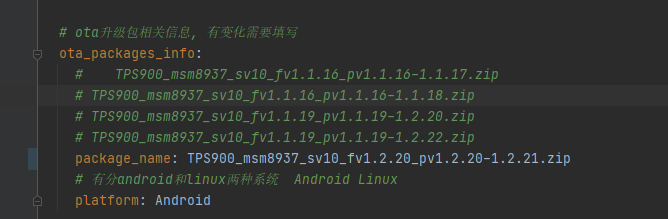 # ota升级包相关信息, 有变化需要填写
ota_packages_info:
#    TPS900_msm8937_sv10_fv1.1.16_pv1.1.16-1.1.17.zip
# TPS900_msm8937_sv10_fv1.1.16_pv1.1.16-1.1.18.zip
# TPS900_msm8937_sv10_fv1.1.19_pv1.1.19-1.2.20.zip
# TPS900_msm8937_sv10_fv1.1.19_pv1.1.19-1.2.22.zip
package_name: TPS900_msm8937_sv10_fv1.2.20_pv1.2.20-1.2.21.zip
# 有分android和linux两种系统  Android Linux
platform: Android